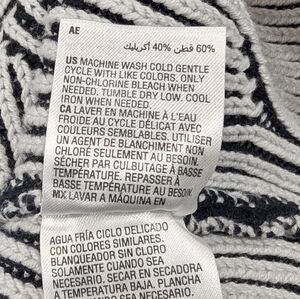 AE
60% قطن 40% أكريليك
US MACHINE WASH COLD GENTLE
CYCLE WITH LIKE COLORS. ONLY
NON-CHLORINE BLEACH WHEN
NEEDED. TUMBLE DRY LOW. COOL
IRON WHEN NEEDED.
CA LAVER EN MACHINE À L'EAU
FROIDE AU CYCLE DÉLICAT AVEC
COULEURS SEMBLABLES. UTILISER
UN AGENT DE BLANCHIMENT NON
CHLORÉ SEULEMENT AU BESOIN.
SÉCHER PAR CULBUTAGE À BASSE
TEMPÉRATURE. REPASSER À
BASSE TEMPÉRATURE AU BESOIN.
MX LAVAR A MÁQUINA EN
AGUA FRÍA CICLO DELICADO
CON COLORES SIMILARES.
BLANQUEADOR SIN CLORO
SOLAMENTE CUANDO SEA
NECESARIO. SECAR EN SECADORA
A TEMPERATURA BAJA. PLANCHA
CUANDO SEA NECESARIO.